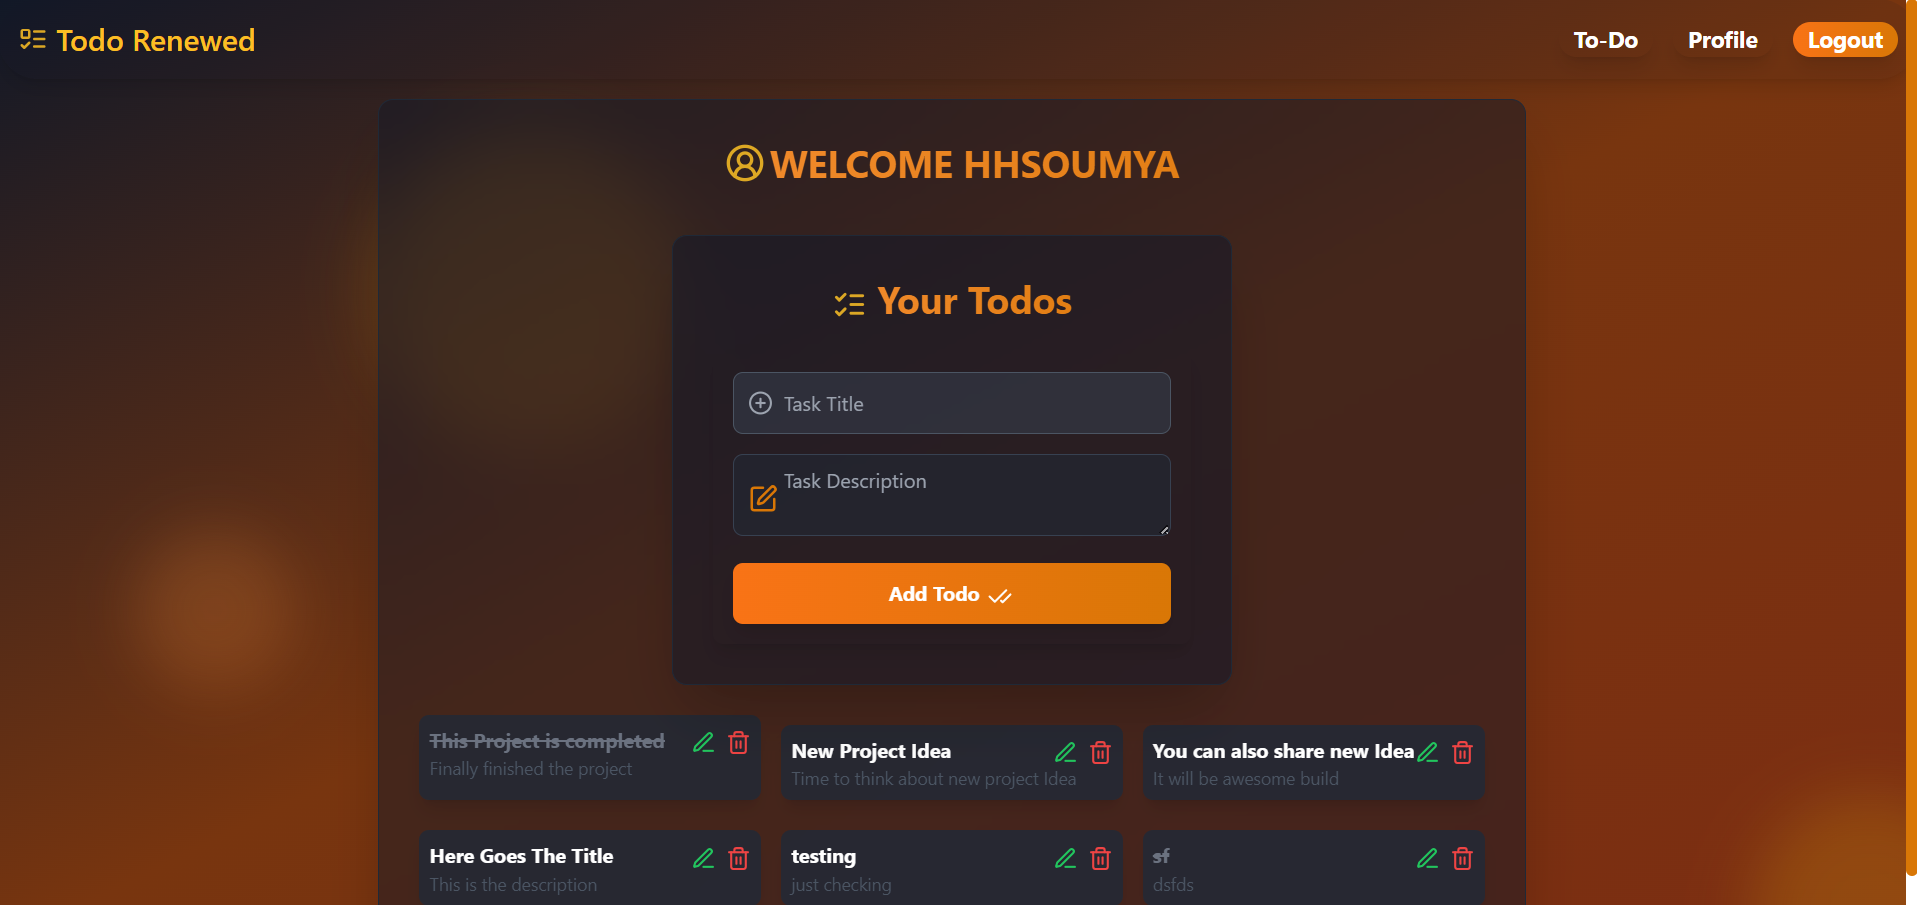 Todo Renewed
To-Do
Profile
Logout
WELCOME HHSOUMYA
Your Todos
Task Title
Task Description
Add Todo
This Project is completed
Finally finished the project
New Project Idea
Time to think about new project Idea
You can also share new Idea
It will be awesome build
Here Goes The Title
This is the description
testing
just checking
sf
dsfds